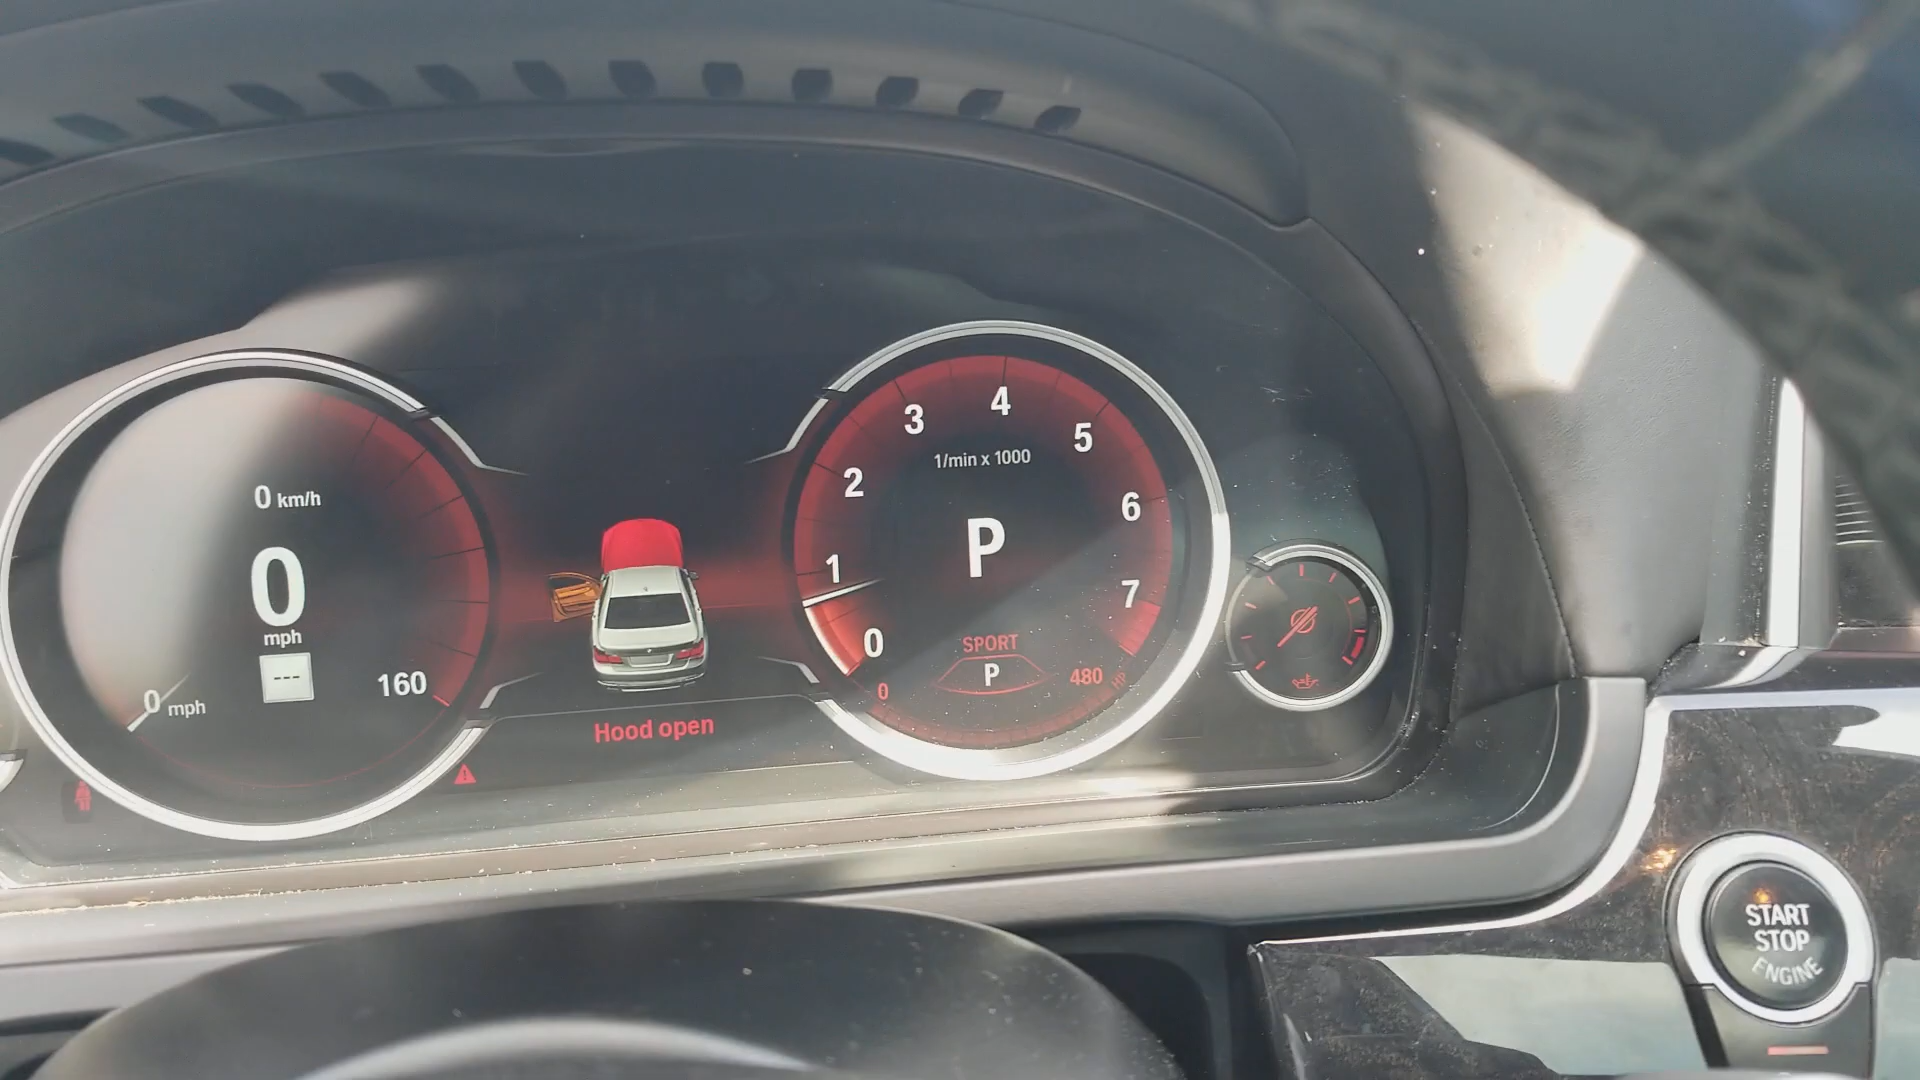 0 km/h
0
mph
---
0 mph
160
Hood open
0
1
2
3
4
5
6
7
1/min x 1000
P
SPORT
P
0
480 HP
START
STOP
ENGINE